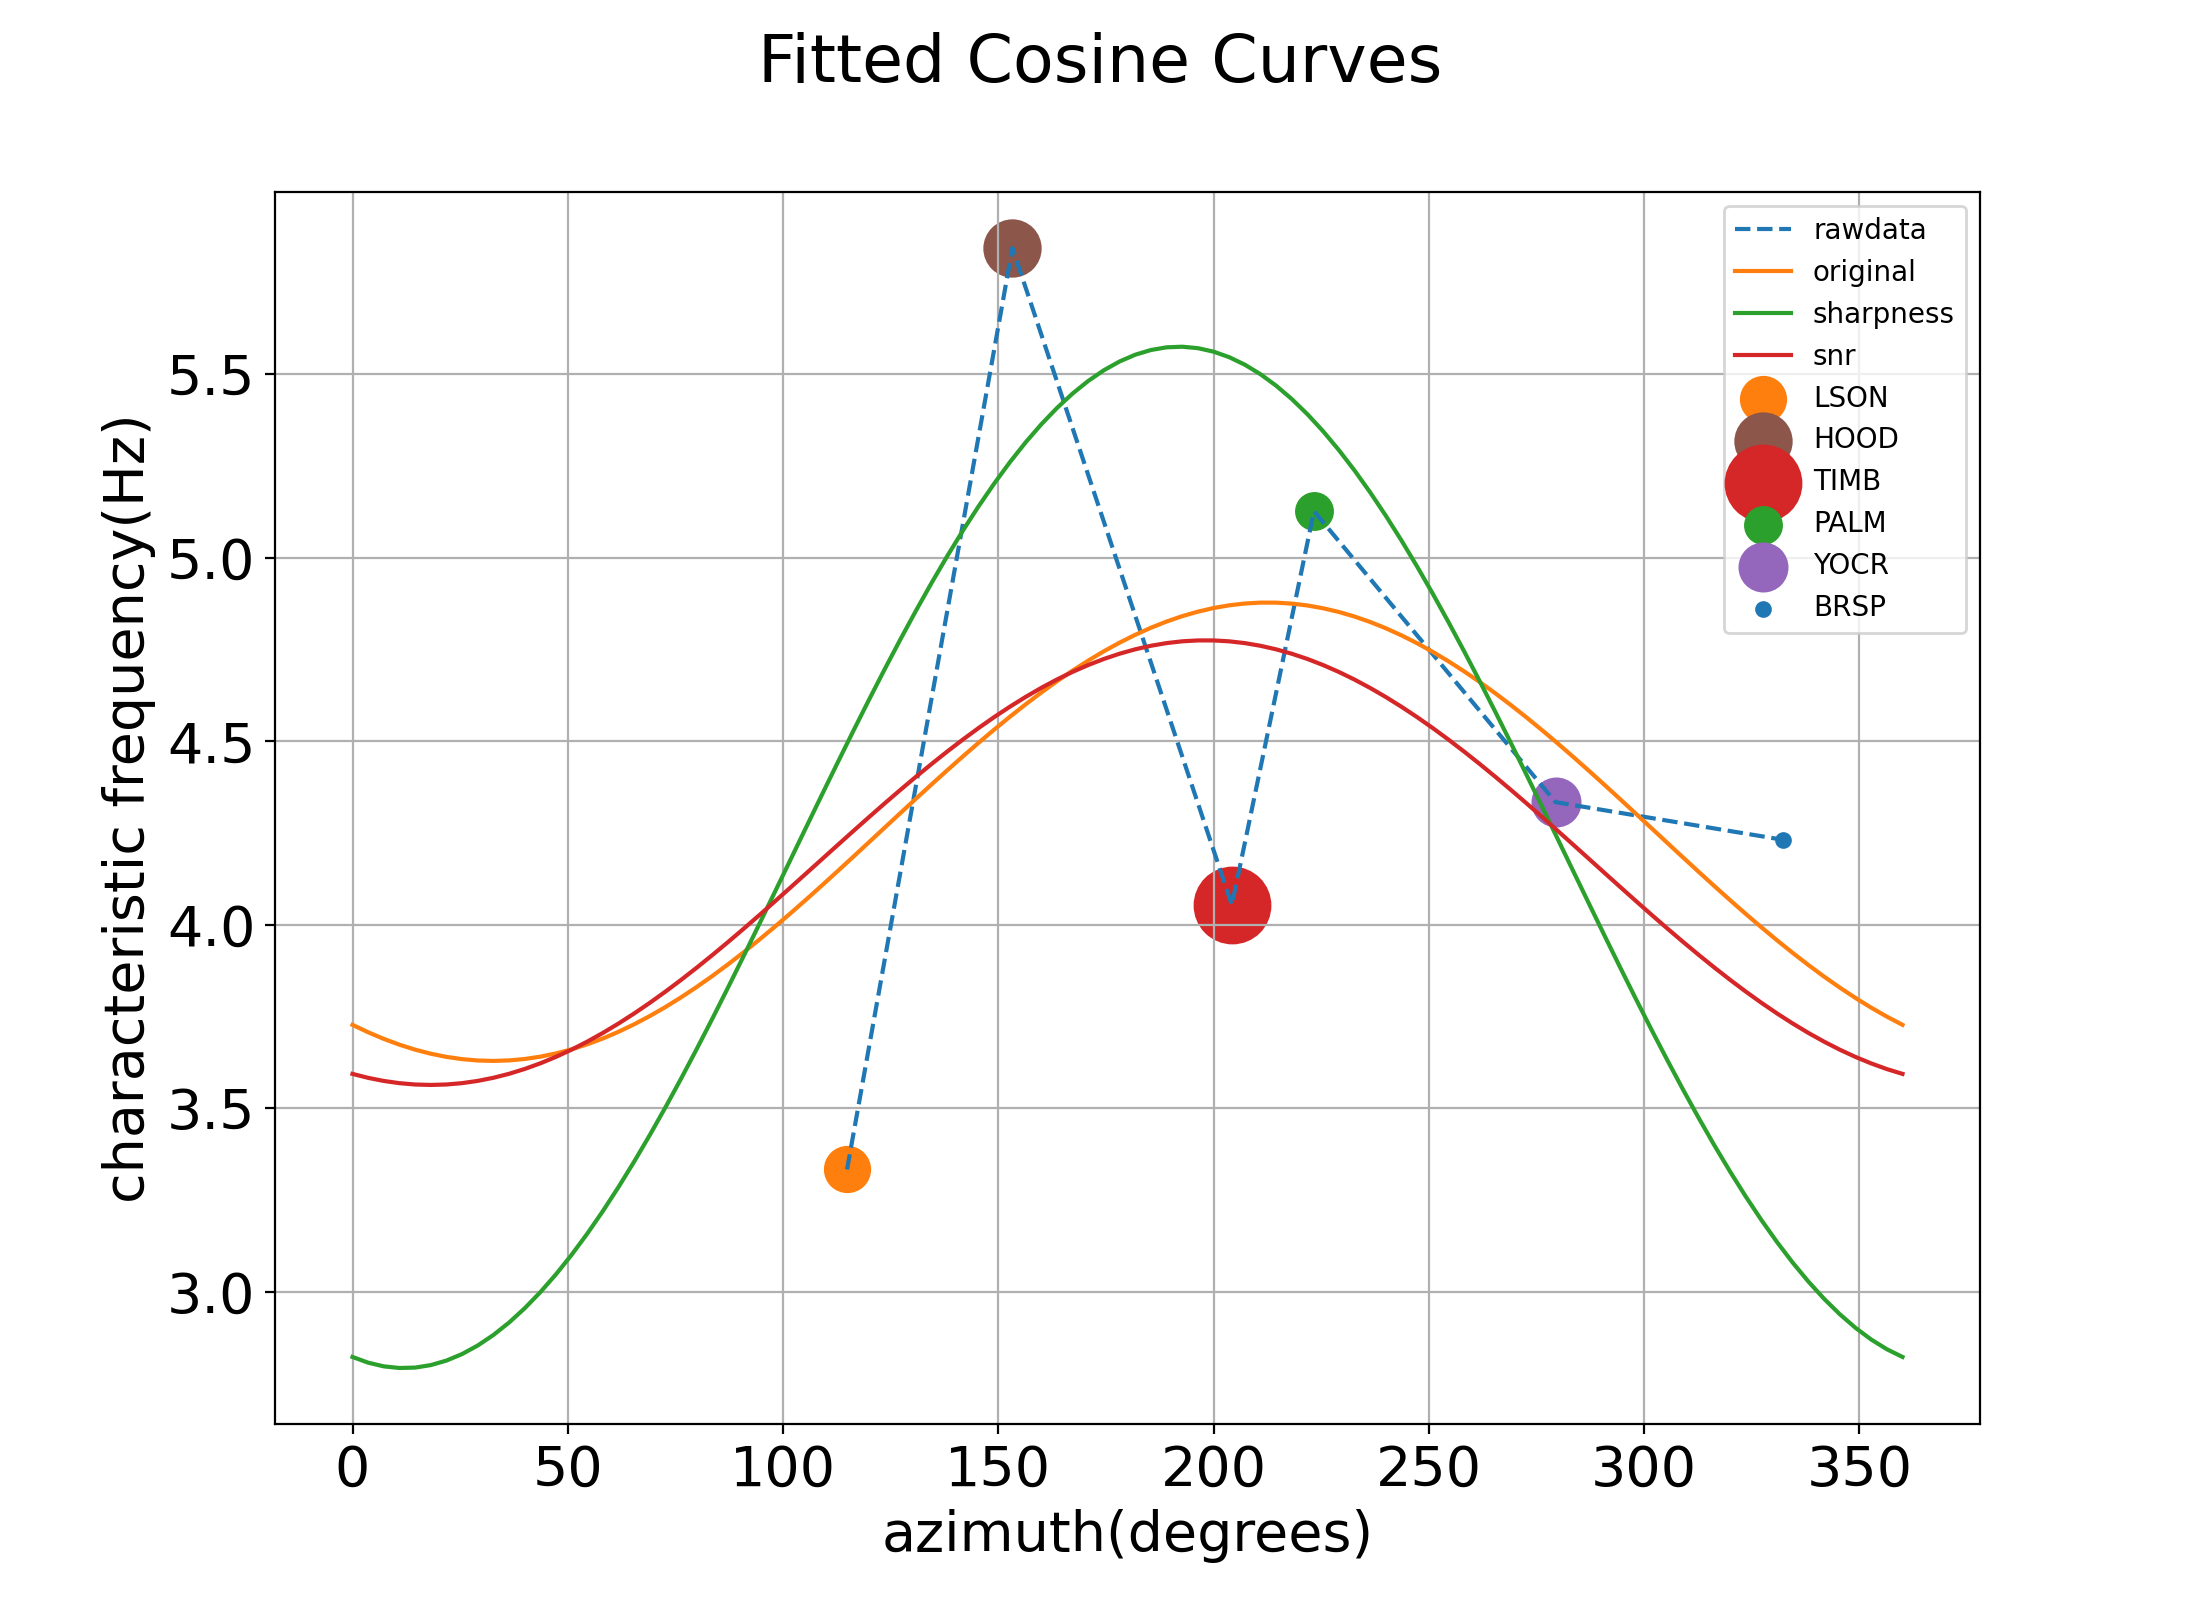 Fitted Cosine Curves
characteristic frequency(Hz)
5.5
5.0
4.5
4.0
3.5
3.0
rawdata
original
sharpness
snr
LSON
HOOD
TIMB
PALM
YOCR
BRSP
0 50 100 150 200 250 300 350
azimuth(degrees)